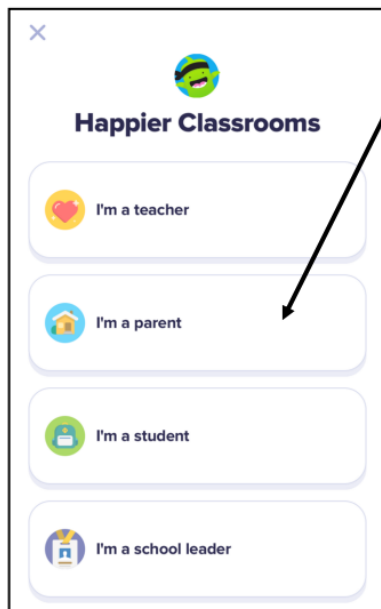 Happier Classrooms
I'm a teacher
I'm a parent
I'm a student
I'm a school leader